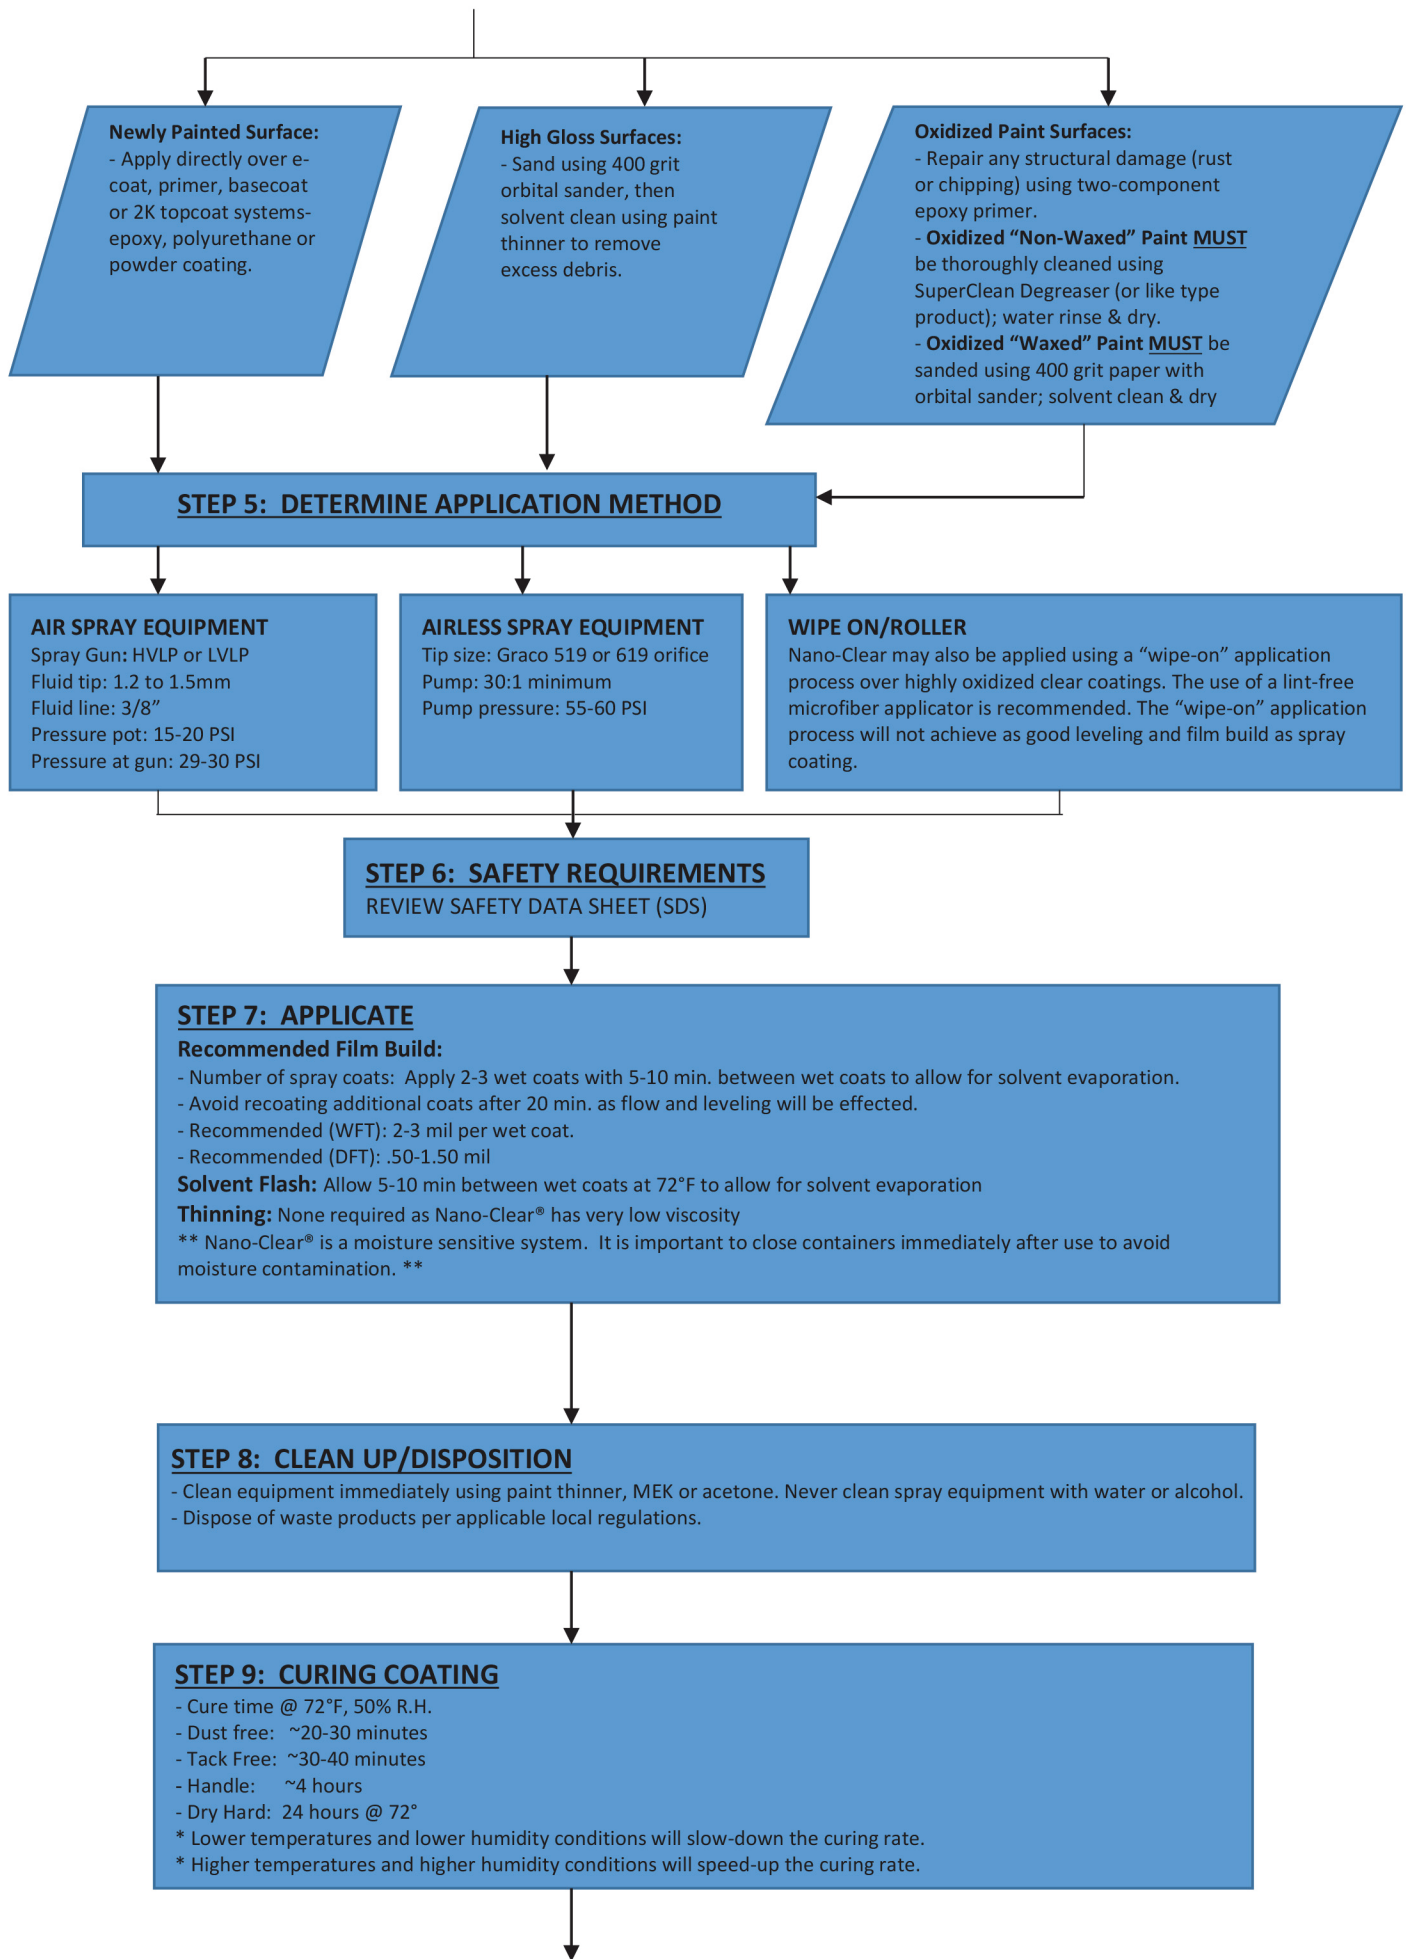 Newly Painted Surface:
- Apply directly over e-
coat, primer, basecoat
or 2K topcoat systems-
epoxy, polyurethane or
powder coating.
High Gloss Surfaces:
- Sand using 400 grit
orbital sander, then
solvent clean using paint
thinner to remove
excess debris.
Oxidized Paint Surfaces:
- Repair any structural damage (rust
or chipping) using two-component
epoxy primer.
- Oxidized “Non-Waxed” Paint MUST
be thoroughly cleaned using
SuperClean Degreaser (or like type
product); water rinse & dry.
- Oxidized “Waxed” Paint MUST be
sanded using 400 grit paper with
orbital sander; solvent clean & dry
STEP 5: DETERMINE APPLICATION METHOD
AIR SPRAY EQUIPMENT
Spray Gun: HVLP or LVLP
Fluid tip: 1.2 to 1.5mm
Fluid line: 3/8”
Pressure pot: 15-20 PSI
Pressure at gun: 29-30 PSI
AIRLESS SPRAY EQUIPMENT
Tip size: Graco 519 or 619 orifice
Pump: 30:1 minimum
Pump pressure: 55-60 PSI
WIPE ON/ROLLER
Nano-Clear may also be applied using a “wipe-on” application
process over highly oxidized clear coatings. The use of a lint-free
microfiber applicator is recommended. The “wipe-on” application
process will not achieve as good leveling and film build as spray
coating.
STEP 6: SAFETY REQUIREMENTS
REVIEW SAFETY DATA SHEET (SDS)
STEP 7: APPLICATE
Recommended Film Build:
- Number of spray coats: Apply 2-3 wet coats with 5-10 min. between wet coats to allow for solvent evaporation.
- Avoid recoating additional coats after 20 min. as flow and leveling will be effected.
- Recommended (WFT): 2-3 mil per wet coat.
- Recommended (DFT): .50-1.50 mil
Solvent Flash: Allow 5-10 min between wet coats at 72°F to allow for solvent evaporation
Thinning: None required as Nano-Clear® has very low viscosity
** Nano-Clear® is a moisture sensitive system. It is important to close containers immediately after use to avoid
moisture contamination. **
STEP 8: CLEAN UP/DISPOSITION
- Clean equipment immediately using paint thinner, MEK or acetone. Never clean spray equipment with water or alcohol.
- Dispose of waste products per applicable local regulations.
STEP 9: CURING COATING
- Cure time @ 72°F, 50% R.H.
- Dust free: ~20-30 minutes
- Tack Free: ~30-40 minutes
- Handle: ~4 hours
- Dry Hard: 24 hours @ 72°
* Lower temperatures and lower humidity conditions will slow-down the curing rate.
* Higher temperatures and higher humidity conditions will speed-up the curing rate.